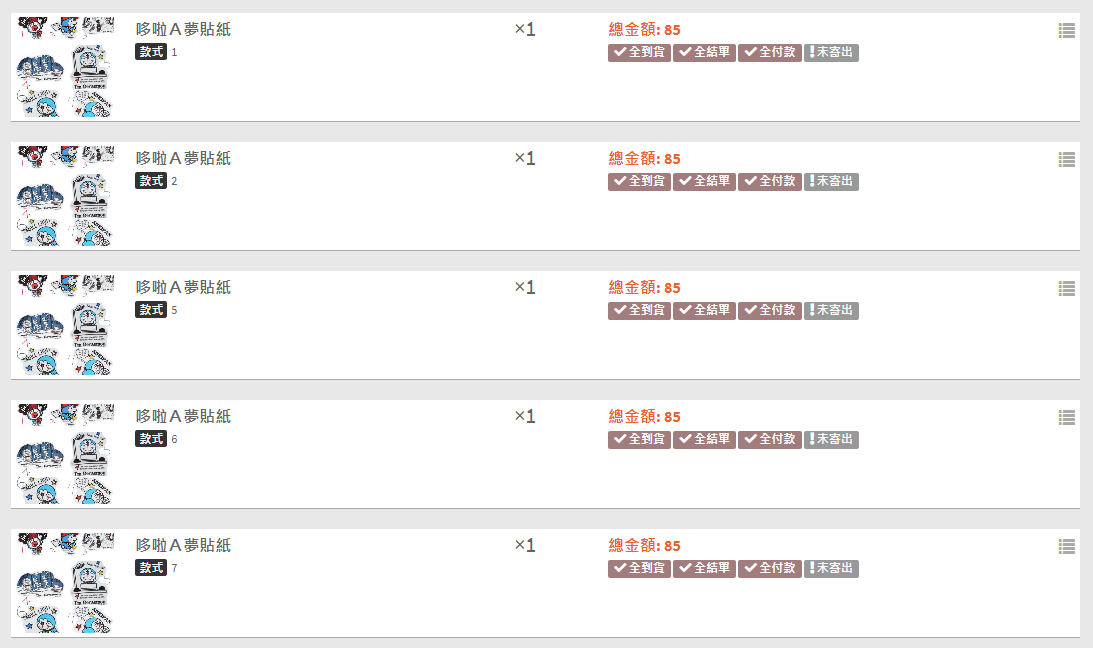 哆啦A夢貼紙 ×1 總金額: 85
款式 1 全到貨 全結單 全付款 未寄出
哆啦A夢貼紙 ×1 總金額: 85
款式 2 全到貨 全結單 全付款 未寄出
哆啦A夢貼紙 ×1 總金額: 85
款式 5 全到貨 全結單 全付款 未寄出
哆啦A夢貼紙 ×1 總金額: 85
款式 6 全到貨 全結單 全付款 未寄出
哆啦A夢貼紙 ×1 總金額: 85
款式 7 全到貨 全結單 全付款 未寄出